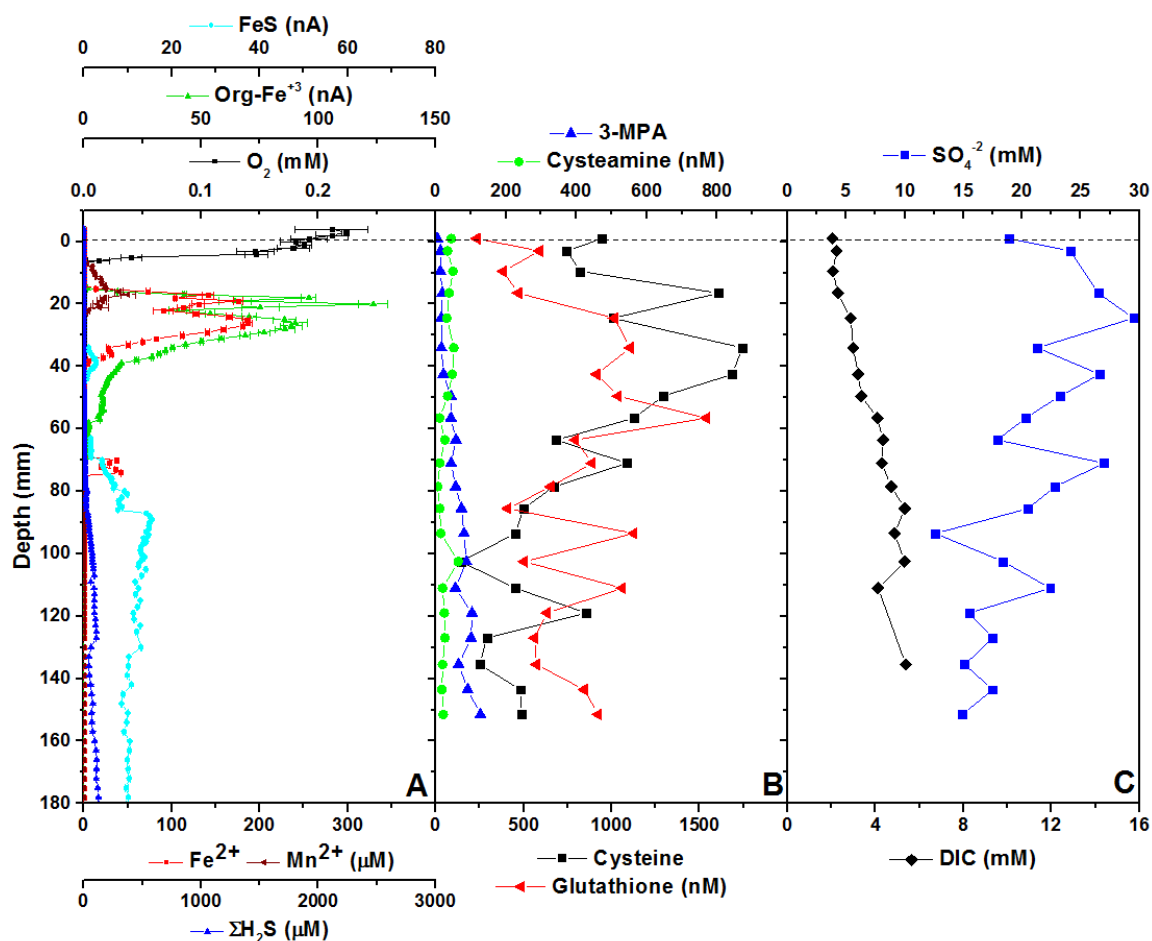 FeS (nA)
0 20 40 60 80
Org-Fe⁺³ (nA)
0 50 100 150
O₂ (mM)
0.0 0.1 0.2
3-MPA
Cysteamine (nM)
0 200 400 600 800
SO₄⁻² (mM)
0 5 10 15 20 25 30
Depth (mm)
0
20
40
60
80
100
120
140
160
180
A
B
C
0 100 200 300
0 500 1000 1500
0 4 8 12 16
Fe²⁺ Mn²⁺ (µM)
0 1000 2000 3000
ΣH₂S (µM)
Cysteine
Glutathione (nM)
DIC (mM)